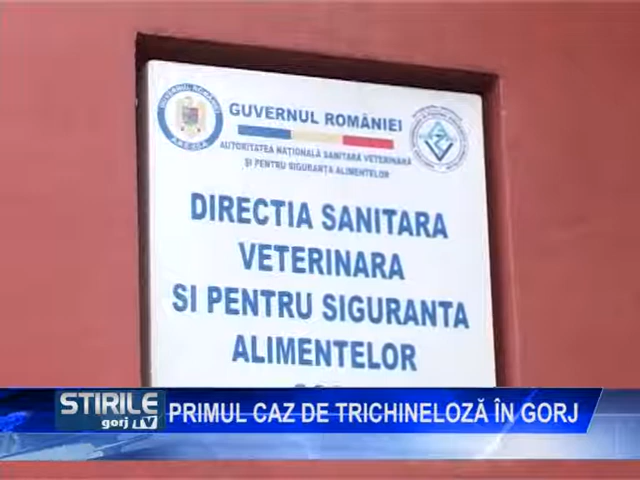 GUVERNUL ROMÂNIEI
AUTORITATEA NAȚIONALĂ SANITARĂ VETERINARĂ
ȘI PENTRU SIGURANȚA ALIMENTELOR
DIRECTIA SANITARA
VETERINARA
SI PENTRU SIGURANTA
ALIMENTELOR
STIRILE
gorj TV
PRIMUL CAZ DE TRICHINELOZĂ ÎN GORJ